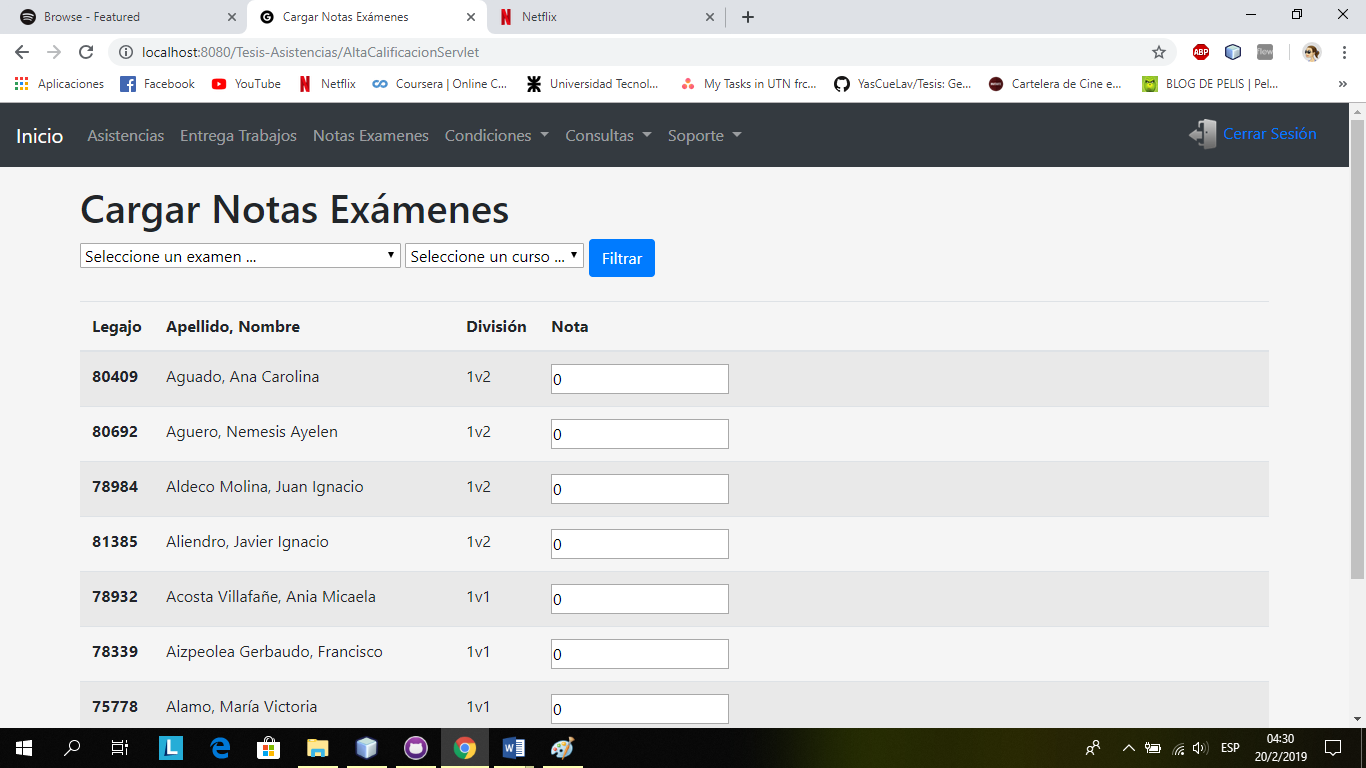 Browse - Featured
Cargar Notas Exámenes
Netflix
localhost:8080/Tesis-Asistencias/AltaCalificacionServlet
ABP
flow
Aplicaciones
Facebook
YouTube
Netflix
Coursera | Online C...
Universidad Tecnol...
My Tasks in UTN frc...
YasCueLav/Tesis: Ge...
Cartelera de Cine e...
BLOG DE PELIS | Pel...
Inicio
Asistencias
Entrega Trabajos
Notas Examenes
Condiciones
Consultas
Soporte
Cerrar Sesión
Cargar Notas Exámenes
Seleccione un examen ...
Seleccione un curso ...
Filtrar
Legajo Apellido, Nombre División Nota
80409 Aguado, Ana Carolina 1v2 0
80692 Aguero, Nemesis Ayelen 1v2 0
78984 Aldeco Molina, Juan Ignacio 1v2 0
81385 Aliendro, Javier Ignacio 1v2 0
78932 Acosta Villafañe, Ania Micaela 1v1 0
78339 Aizpeolea Gerbaudo, Francisco 1v1 0
75778 Alamo, María Victoria 1v1 0
L
ESP
04:30
20/2/2019